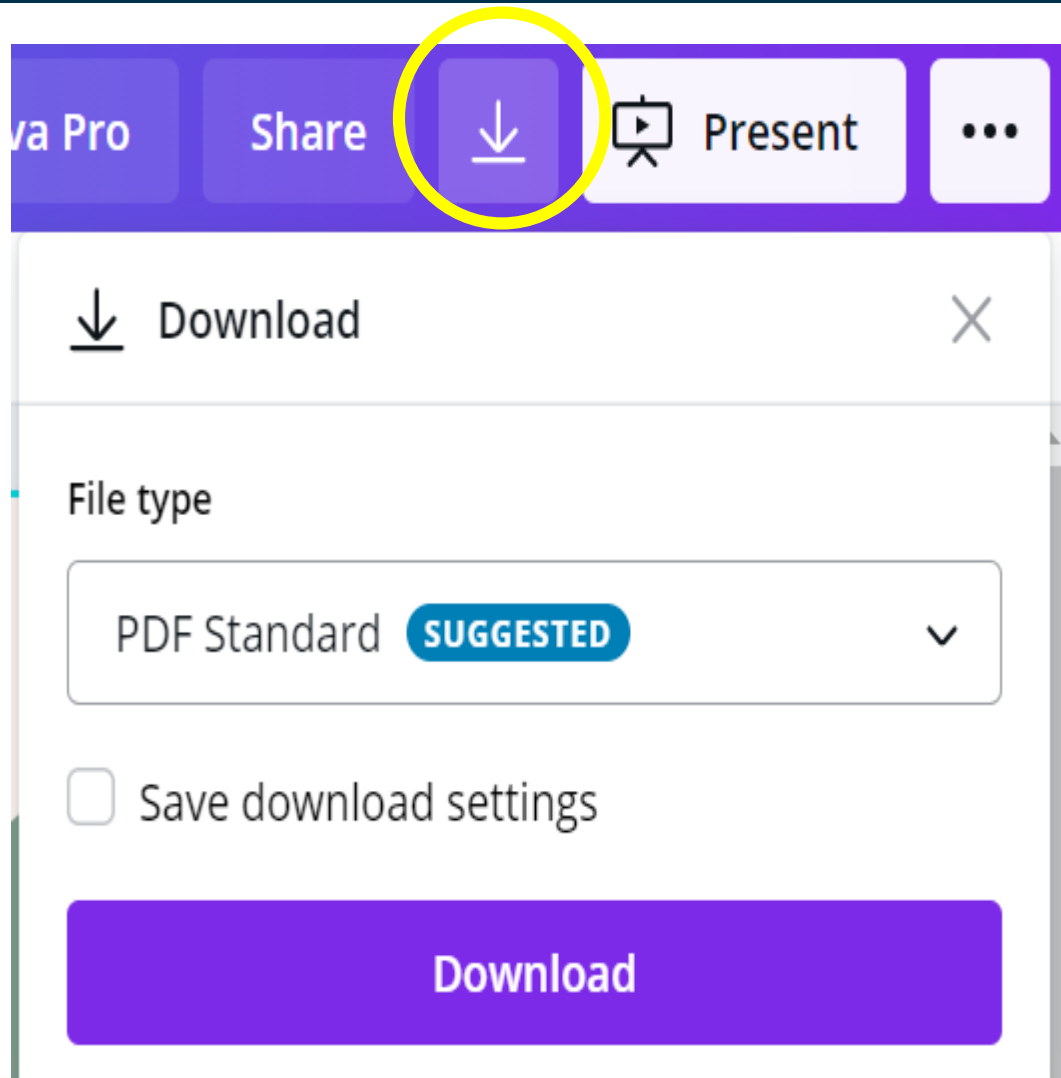 va Pro Share Present
Download
File type
PDF Standard SUGGESTED
Save download settings
Download